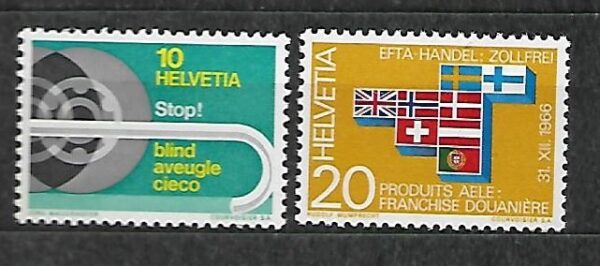 10
HELVETIA
Stop!
blind
aveugle
cieco
COURVOISIER S.A.
EFTA-HANDEL: ZOLLFREI
HELVETIA
31. XII. 1966
20
PRODUITS AELE:
FRANCHISE DOUANIÈRE
RUDOLF MUMPRECHT
COURVOISIER S.A.